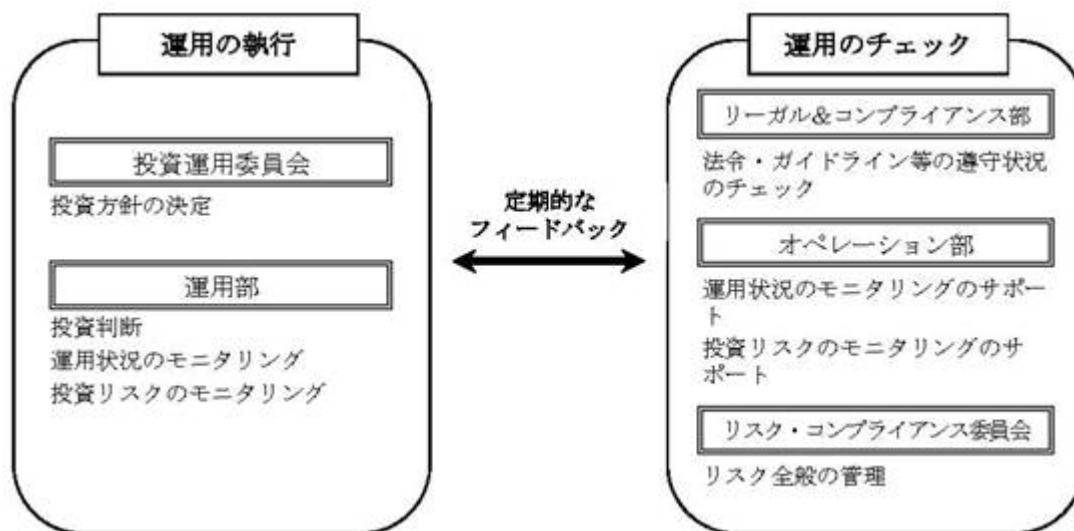 運用の執行
投資運用委員会
投資方針の決定
運用部
投資判断
運用状況のモニタリング
投資リスクのモニタリング
定期的な
フィードバック
運用のチェック
リーガル＆コンプライアンス部
法令・ガイドライン等の遵守状況
のチェック
オペレーション部
運用状況のモニタリングのサポー
ト
投資リスクのモニタリングのサ
ポート
リスク・コンプライアンス委員会
リスク全般の管理